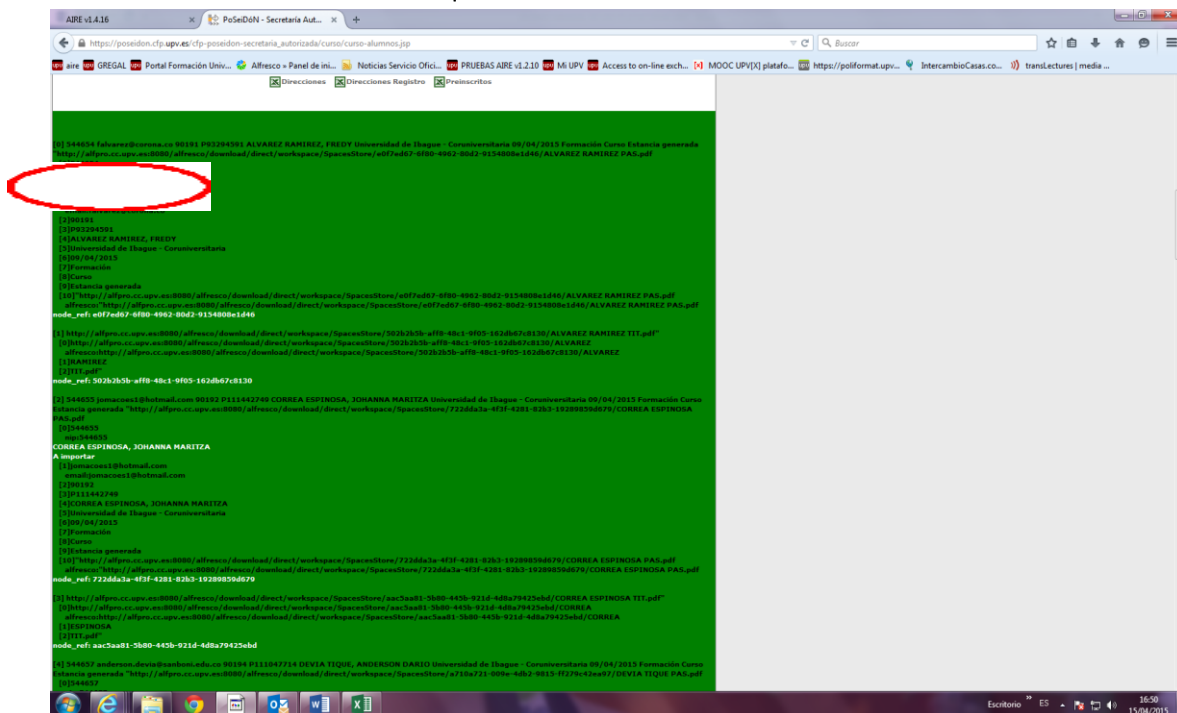 AIRE v1.4.16
PoSeiDóN - Secretaría Aut...
https://poseidon.cfp.upv.es/cfp-poseidon-secretaria_autorizada/curso/curso-alumnos.jsp
Buscar
aire GREGAL Portal Formación Univ... Alfresco » Panel de ini... Noticias Servicio Ofici... PRUEBAS AIRE v1.2.10 Mi UPV Access to on-line exch... MOOC UPV[X] platafo... https://poliformat.upv... IntercambioCasas.co... transLectures | media ...
Direcciones Direcciones Registro Preinscritos
[0] 544654 falvarez@corona.co 90191 P93294591 ALVAREZ RAMIREZ, FREDY Universidad de Ibague - Coruniversitaria 09/04/2015 Formación Curso Estancia generada
"http://alfpro.cc.upv.es:8080/alfresco/download/direct/workspace/SpacesStore/e0f7ed67-6f80-4962-80d2-9154808e1d46/ALVAREZ RAMIREZ PAS.pdf
[2]90191
[3]P93294591
[4]ALVAREZ RAMIREZ, FREDY
[5]Universidad de Ibague - Coruniversitaria
[6]09/04/2015
[7]Formación
[8]Curso
[9]Estancia generada
[10]"http://alfpro.cc.upv.es:8080/alfresco/download/direct/workspace/SpacesStore/e0f7ed67-6f80-4962-80d2-9154808e1d46/ALVAREZ RAMIREZ PAS.pdf
alfresco:"http://alfpro.cc.upv.es:8080/alfresco/download/direct/workspace/SpacesStore/e0f7ed67-6f80-4962-80d2-9154808e1d46/ALVAREZ RAMIREZ PAS.pdf
node_ref: e0f7ed67-6f80-4962-80d2-9154808e1d46
[1] http://alfpro.cc.upv.es:8080/alfresco/download/direct/workspace/SpacesStore/502b2b5b-aff8-48c1-9f05-162db67c8130/ALVAREZ RAMIREZ TIT.pdf"
[0]http://alfpro.cc.upv.es:8080/alfresco/download/direct/workspace/SpacesStore/502b2b5b-aff8-48c1-9f05-162db67c8130/ALVAREZ
alfresco:http://alfpro.cc.upv.es:8080/alfresco/download/direct/workspace/SpacesStore/502b2b5b-aff8-48c1-9f05-162db67c8130/ALVAREZ
[1]RAMIREZ
[2]TIT.pdf"
node_ref: 502b2b5b-aff8-48c1-9f05-162db67c8130
[2] 544655 jomacoes1@hotmail.com 90192 P111442749 CORREA ESPINOSA, JOHANNA MARITZA Universidad de Ibague - Coruniversitaria 09/04/2015 Formación Curso
Estancia generada "http://alfpro.cc.upv.es:8080/alfresco/download/direct/workspace/SpacesStore/722dda3a-4f3f-4281-82b3-19289859d679/CORREA ESPINOSA
PAS.pdf
[0]544655
nip:544655
CORREA ESPINOSA, JOHANNA MARITZA
A importar
[1]jomacoes1@hotmail.com
email:jomacoes1@hotmail.com
[2]90192
[3]P111442749
[4]CORREA ESPINOSA, JOHANNA MARITZA
[5]Universidad de Ibague - Coruniversitaria
[6]09/04/2015
[7]Formación
[8]Curso
[9]Estancia generada
[10]"http://alfpro.cc.upv.es:8080/alfresco/download/direct/workspace/SpacesStore/722dda3a-4f3f-4281-82b3-19289859d679/CORREA ESPINOSA PAS.pdf
alfresco:"http://alfpro.cc.upv.es:8080/alfresco/download/direct/workspace/SpacesStore/722dda3a-4f3f-4281-82b3-19289859d679/CORREA ESPINOSA PAS.pdf
node_ref: 722dda3a-4f3f-4281-82b3-19289859d679
[3] http://alfpro.cc.upv.es:8080/alfresco/download/direct/workspace/SpacesStore/aac5aa81-5b80-445b-921d-4d8a79425ebd/CORREA ESPINOSA TIT.pdf"
[0]http://alfpro.cc.upv.es:8080/alfresco/download/direct/workspace/SpacesStore/aac5aa81-5b80-445b-921d-4d8a79425ebd/CORREA
alfresco:http://alfpro.cc.upv.es:8080/alfresco/download/direct/workspace/SpacesStore/aac5aa81-5b80-445b-921d-4d8a79425ebd/CORREA
[1]ESPINOSA
[2]TIT.pdf"
node_ref: aac5aa81-5b80-445b-921d-4d8a79425ebd
[4] 544657 anderson.devia@sanboni.edu.co 90194 P111047714 DEVIA TIQUE, ANDERSON DARIO Universidad de Ibague - Coruniversitaria 09/04/2015 Formación Curso
Estancia generada "http://alfpro.cc.upv.es:8080/alfresco/download/direct/workspace/SpacesStore/a718a721-009e-4db2-9815-ff279c42ea97/DEVIA TIQUE PAS.pdf
[0]544657
Escritorio ES 16:50
15/04/2015